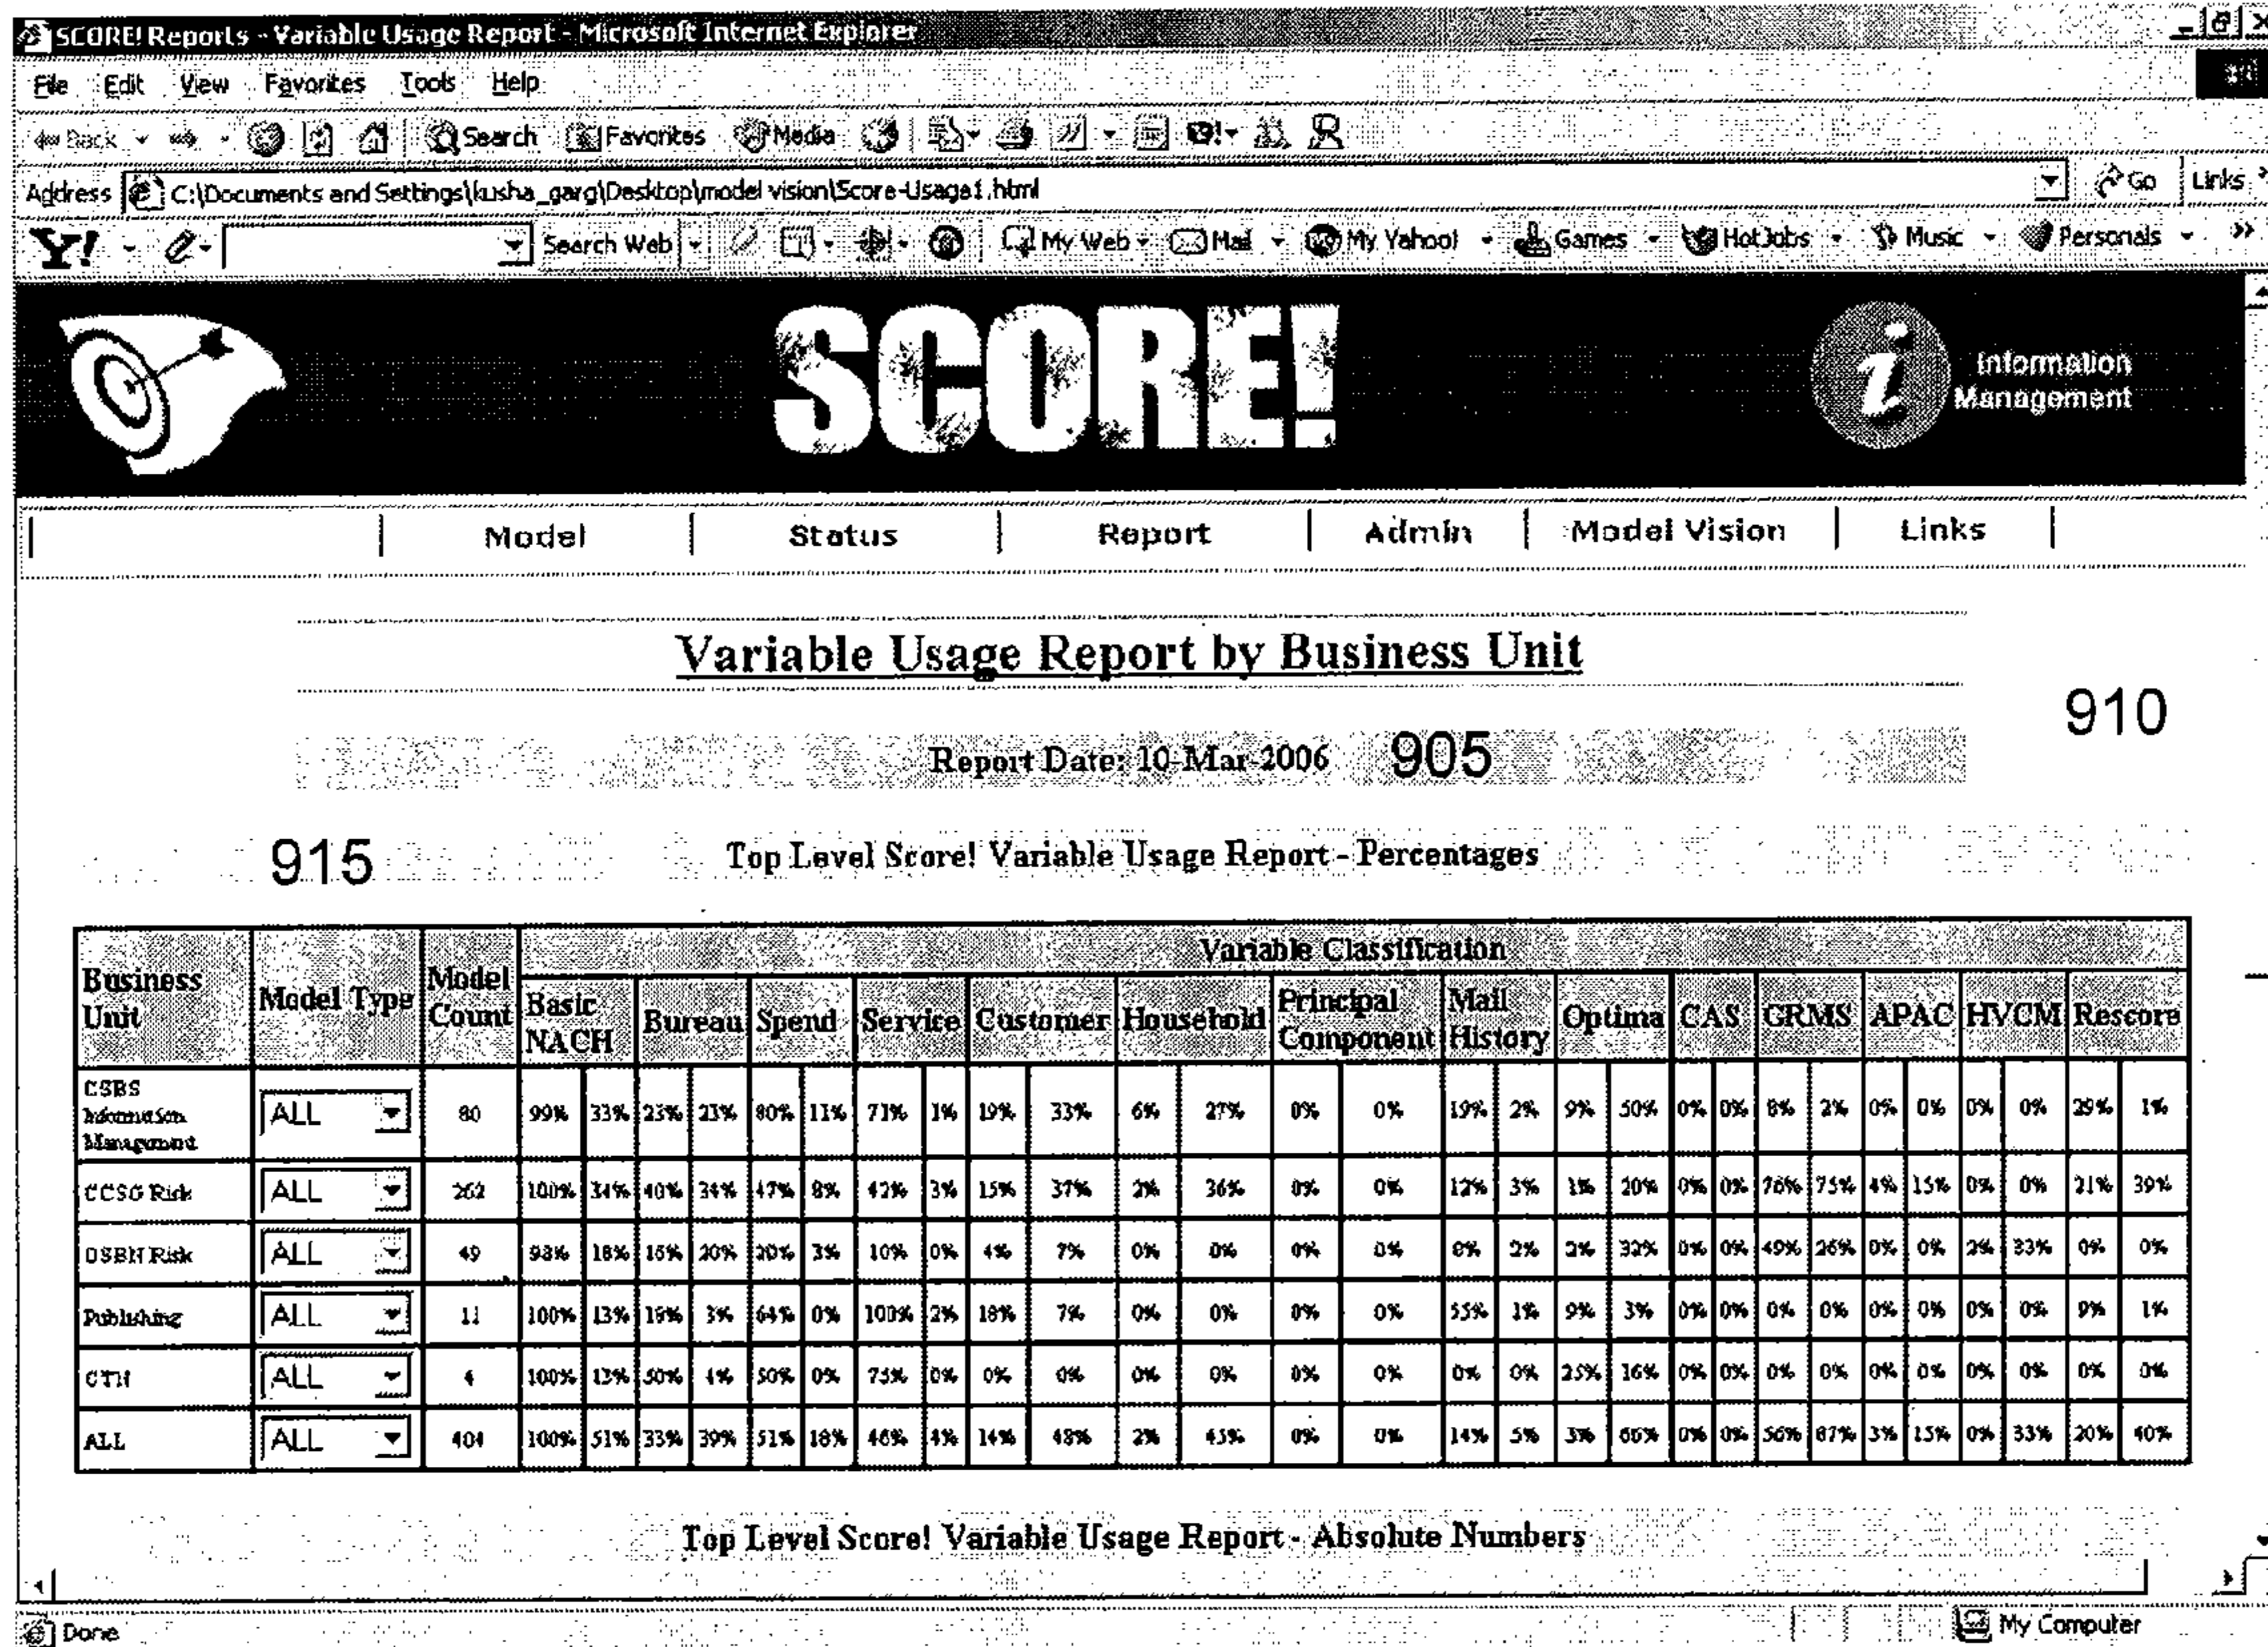 SCORE! Reports - Variable Usage Report - Microsoft Internet Explorer
File Edit View Favorites Tools Help
Back Search Favorites Media
Address C:\Documents and Settings\kusha_garg\Desktop\model vision\Score-Usage1.html Go Links
Y! Search Web My Web Mail My Yahoo! Games HotJobs Music Personals
SCORE!
i Information
Management
Model Status Report Admin Model Vision Links
Variable Usage Report by Business Unit
910
Report Date: 10-Mar-2006 905
915 Top Level Score! Variable Usage Report - Percentages
Business Unit Model Type Model Count Variable Classification
Basic NACH Bureau Spend Service Customer Household Principal Component Mail History Optima CAS GRMS APAC HVCM Rescore
CSBS Information Management ALL 80 99% 33% 23% 23% 80% 11% 71% 1% 19% 33% 6% 27% 0% 0% 19% 2% 9% 50% 0% 0% 8% 2% 0% 0% 0% 0% 29% 1%
CCSG Risk ALL 262 100% 34% 40% 34% 47% 8% 42% 3% 15% 37% 2% 36% 0% 0% 12% 3% 1% 20% 0% 0% 76% 75% 4% 15% 0% 0% 21% 39%
OSBN Risk ALL 49 98% 18% 16% 20% 20% 3% 10% 0% 4% 7% 0% 0% 0% 0% 8% 2% 2% 32% 0% 0% 49% 26% 0% 0% 2% 33% 0% 0%
Publishing ALL 11 100% 13% 18% 3% 64% 0% 100% 2% 18% 7% 0% 0% 0% 0% 55% 1% 9% 3% 0% 0% 0% 0% 0% 0% 0% 0% 9% 1%
ALL 4 100% 13% 50% 50% 0% 75% 0% 0% 0% 0% 0% 0% 0% 0% 0% 25% 16% 0% 0% 0% 0% 0% 0% 0% 0% 0% 0%
ALL ALL 404 100% 51% 33% 39% 51% 18% 46% 4% 14% 48% 2% 45% 0% 0% 14% 5% 3% 66% 0% 0% 56% 87% 3% 15% 0% 33% 20% 40%
Top Level Score! Variable Usage Report - Absolute Numbers
Done My Computer